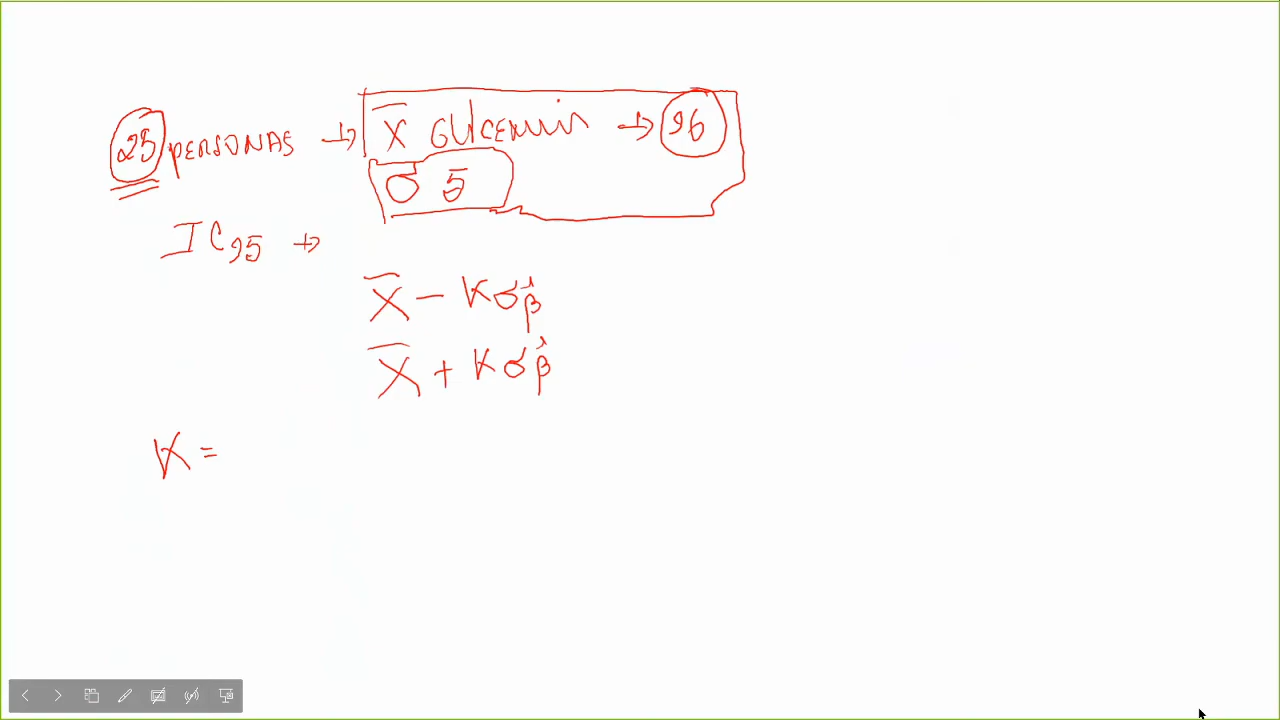 25 PERSONAS → X̄ GLICEMIA → 96
σ 5
IC95 →
X̄ - Kσβ̂
X̄ + Kσβ̂
K =